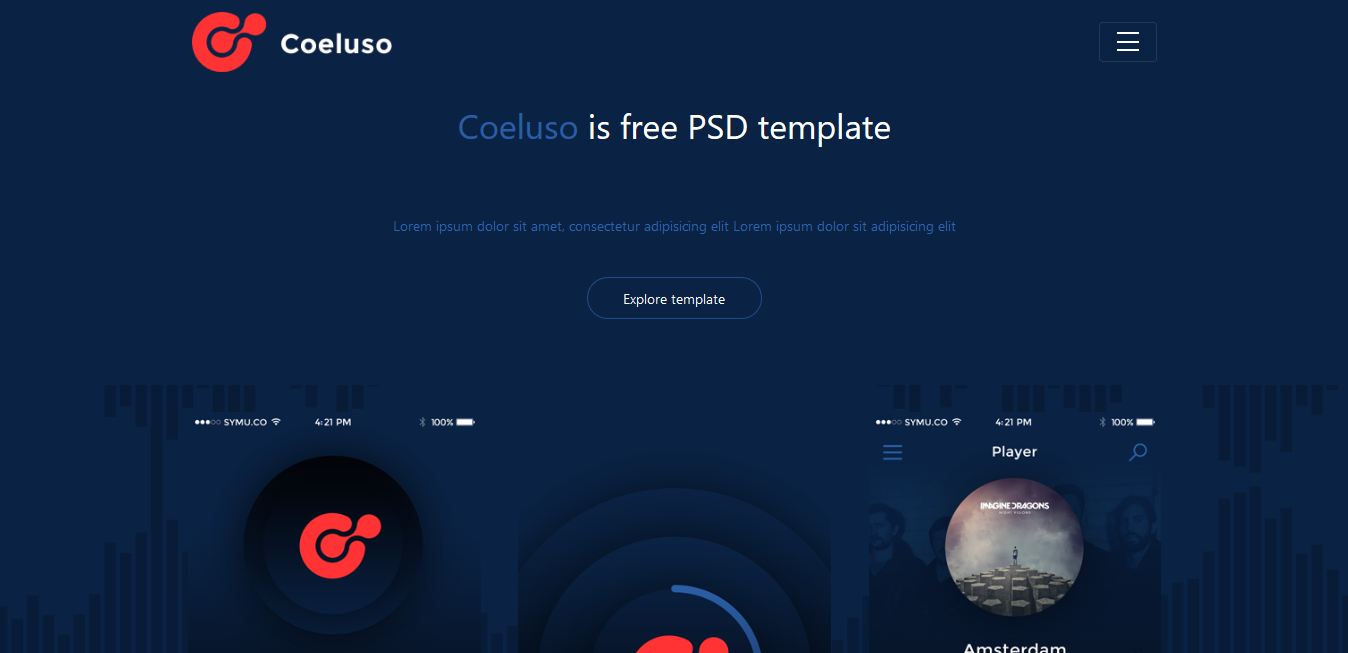 Coeluso
Coeluso is free PSD template
Lorem ipsum dolor sit amet, consectetur adipisicing elit Lorem ipsum dolor sit adipisicing elit
Explore template
SYMU.CO 4:21 PM 100%
SYMU.CO 4:21 PM 100%
Player
IMAGINE DRAGONS
NIGHT VISIONS
Amsterdam